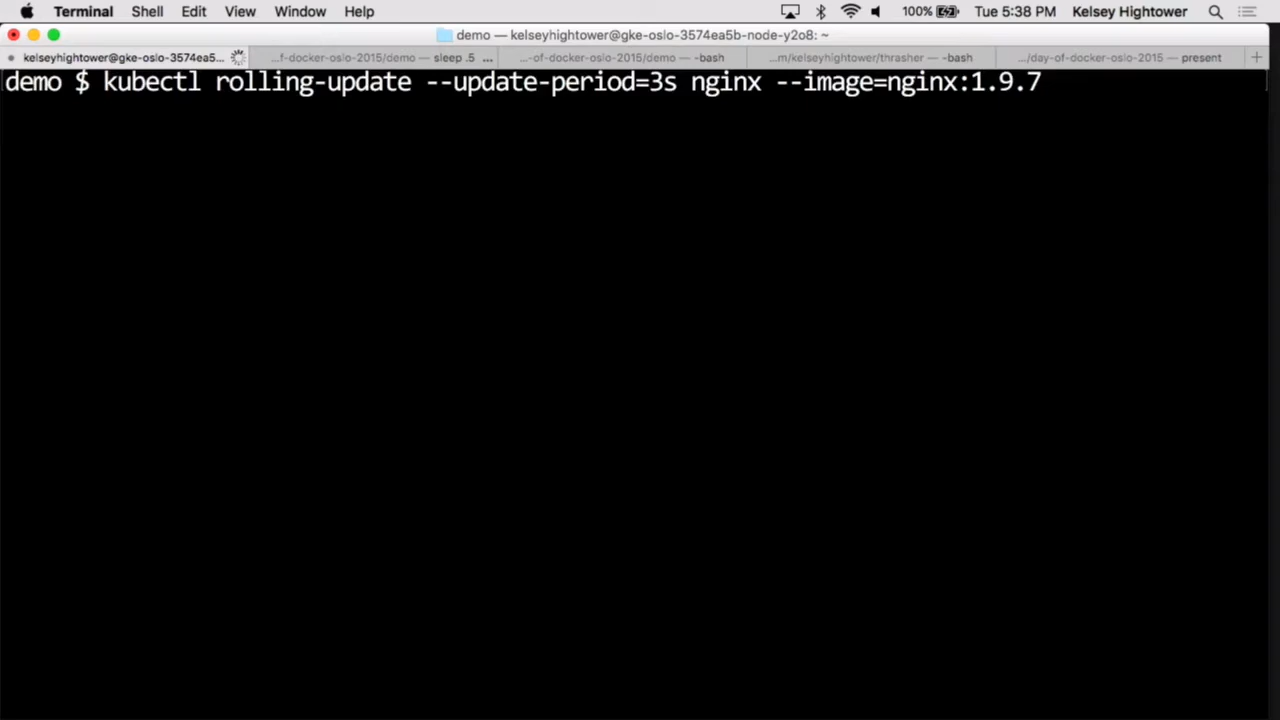 Terminal Shell Edit View Window Help 100% Tue 5:38 PM Kelsey Hightower
demo — kelseyhightower@gke-oslo-3574ea5b-node-y2o8: ~
kelseyhightower@gke-oslo-3574ea5... ...f-docker-oslo-2015/demo — sleep .5 ... ...-of-docker-oslo-2015/demo — -bash ...m/kelseyhightower/thrasher — -bash .../day-of-docker-oslo-2015 — present
demo $ kubectl rolling-update --update-period=3s nginx --image=nginx:1.9.7